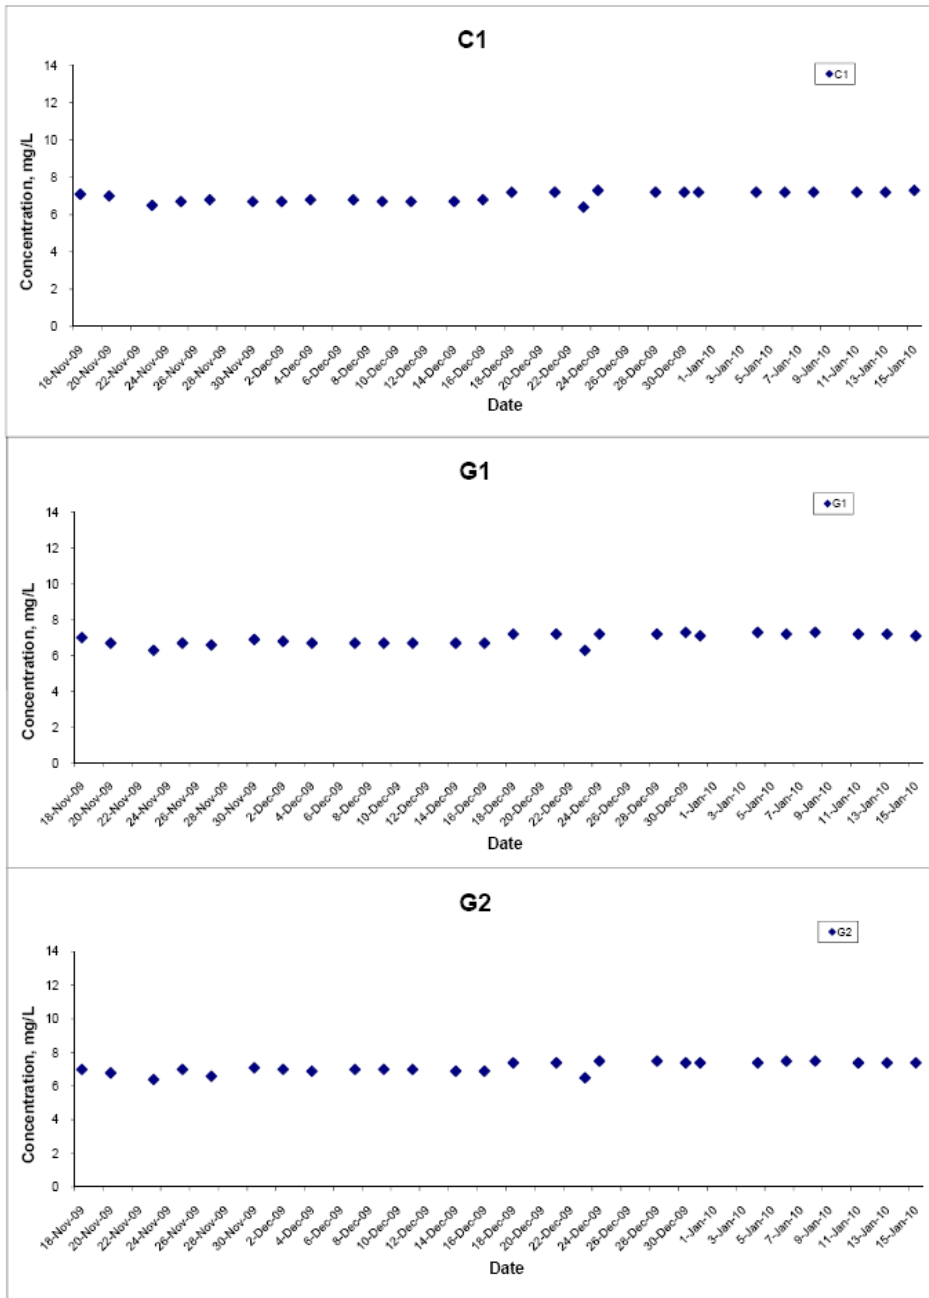 C1
C1
14
12
10
8
6
4
2
0
Concentration, mg/L
18-Nov-09 20-Nov-09 22-Nov-09 24-Nov-09 26-Nov-09 28-Nov-09 30-Nov-09 2-Dec-09 4-Dec-09 6-Dec-09 8-Dec-09 10-Dec-09 12-Dec-09 14-Dec-09 16-Dec-09 18-Dec-09 20-Dec-09 22-Dec-09 24-Dec-09 26-Dec-09 28-Dec-09 30-Dec-09 1-Jan-10 3-Jan-10 5-Jan-10 7-Jan-10 9-Jan-10 11-Jan-10 13-Jan-10 15-Jan-10
Date
G1
G1
14
12
10
8
6
4
2
0
Concentration, mg/L
18-Nov-09 20-Nov-09 22-Nov-09 24-Nov-09 26-Nov-09 28-Nov-09 30-Nov-09 2-Dec-09 4-Dec-09 6-Dec-09 8-Dec-09 10-Dec-09 12-Dec-09 14-Dec-09 16-Dec-09 18-Dec-09 20-Dec-09 22-Dec-09 24-Dec-09 26-Dec-09 28-Dec-09 30-Dec-09 1-Jan-10 3-Jan-10 5-Jan-10 7-Jan-10 9-Jan-10 11-Jan-10 13-Jan-10 15-Jan-10
Date
G2
G2
14
12
10
8
6
4
2
0
Concentration, mg/L
18-Nov-09 20-Nov-09 22-Nov-09 24-Nov-09 26-Nov-09 28-Nov-09 30-Nov-09 2-Dec-09 4-Dec-09 6-Dec-09 8-Dec-09 10-Dec-09 12-Dec-09 14-Dec-09 16-Dec-09 18-Dec-09 20-Dec-09 22-Dec-09 24-Dec-09 26-Dec-09 28-Dec-09 30-Dec-09 1-Jan-10 3-Jan-10 5-Jan-10 7-Jan-10 9-Jan-10 11-Jan-10 13-Jan-10 15-Jan-10
Date